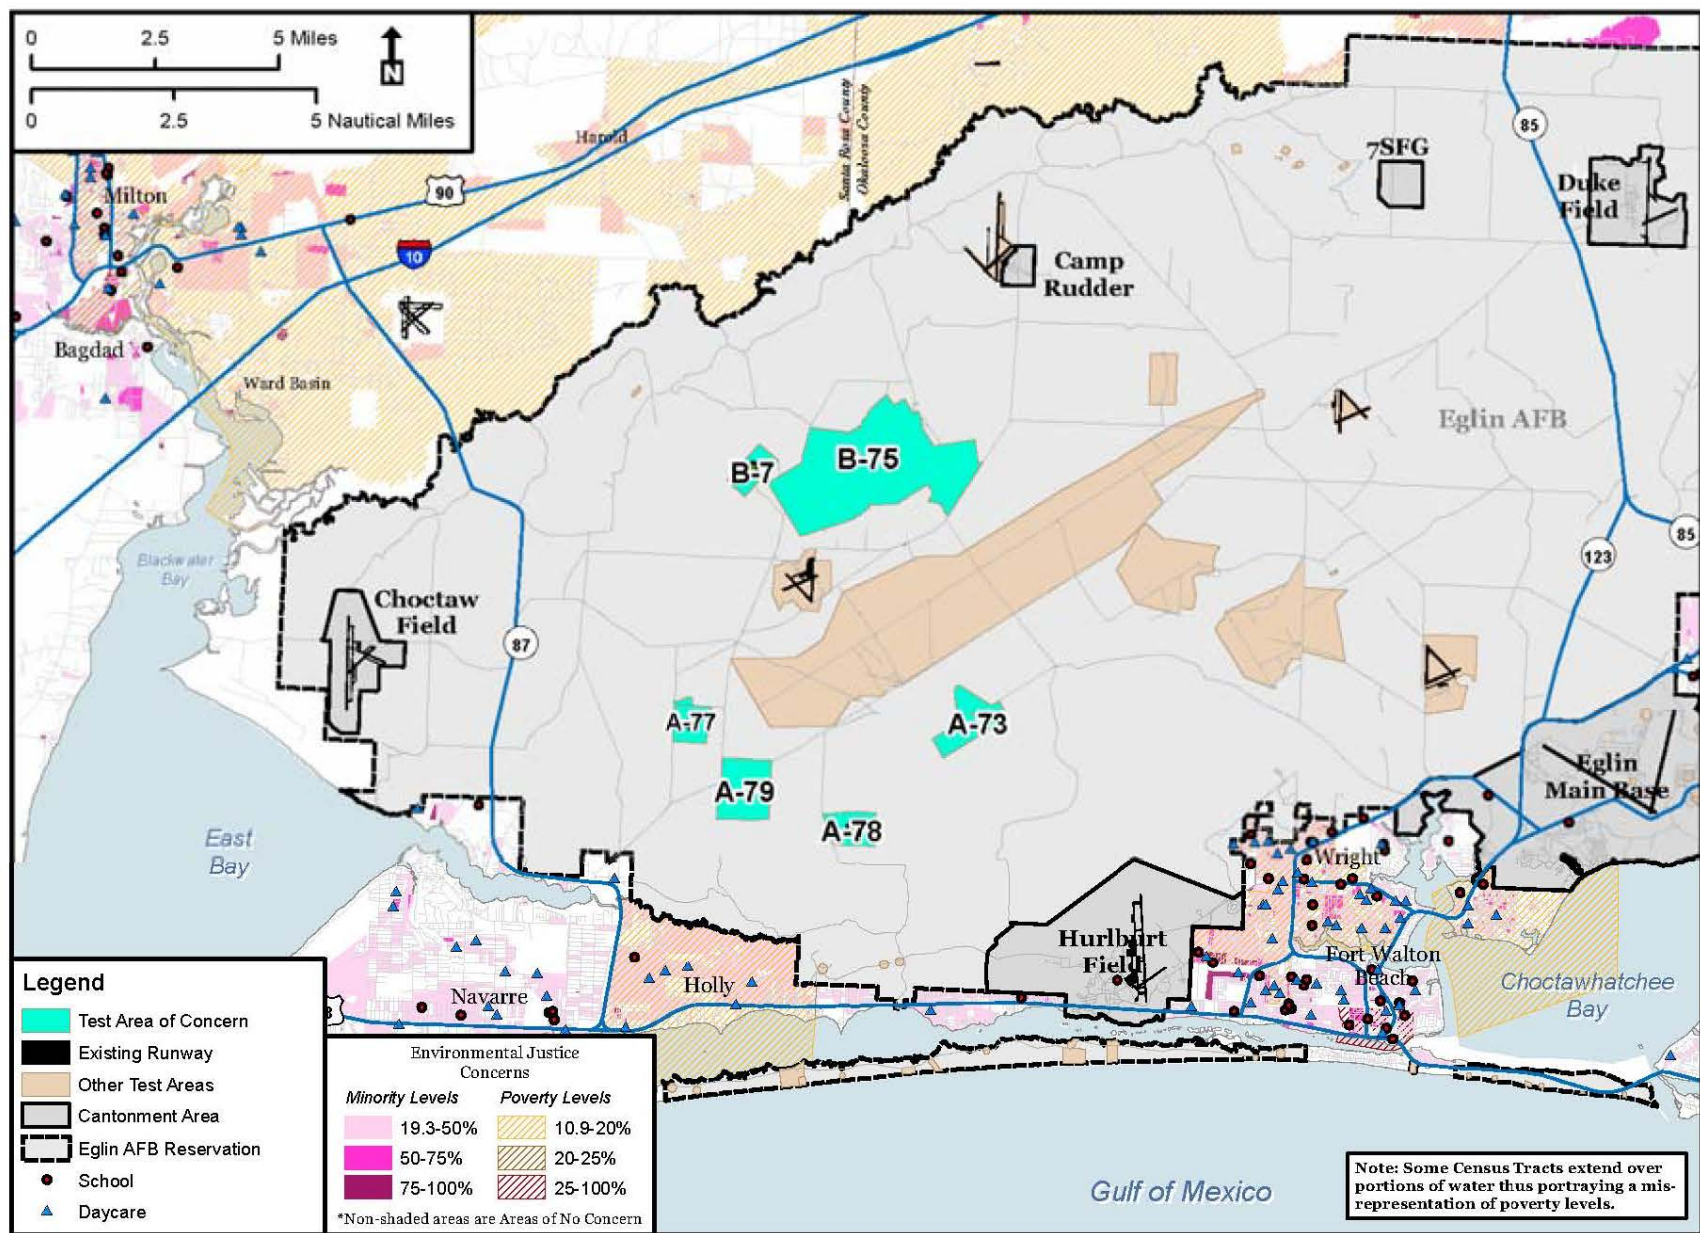 0 2.5 5 Miles
N
0 2.5 5 Nautical Miles
Santa Rosa County
Okaloosa County
Harold
90
10
Milton
Bagdad
Ward Basin
85
7SFG
Duke
Field
Camp
Rudder
Eglin AFB
B-7
B-75
85
123
Blackwater
Bay
Choctaw
Field
87
A-77
A-73
A-79
A-78
Eglin
Main Base
East
Bay
Wright
Hurlburt
Field
Fort Walton
Beach
Choctawhatchee
Bay
Holly
Navarre
Gulf of Mexico
Legend
Test Area of Concern
Existing Runway
Other Test Areas
Cantonment Area
Eglin AFB Reservation
School
Daycare
Environmental Justice
Concerns
Minority Levels Poverty Levels
19.3-50% 10.9-20%
50-75% 20-25%
75-100% 25-100%
*Non-shaded areas are Areas of No Concern
Note: Some Census Tracts extend over
portions of water thus portraying a mis-
representation of poverty levels.